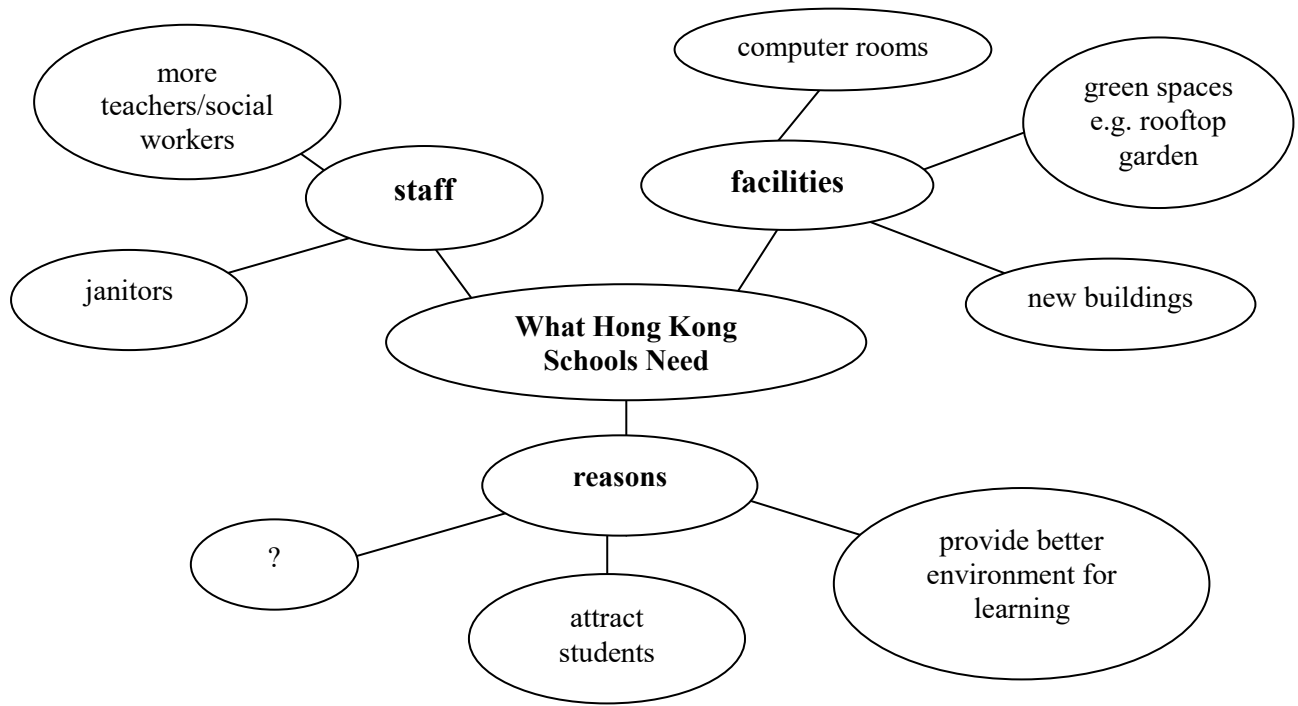 computer rooms
more
teachers/social
workers
green spaces
e.g. rooftop
garden
staff
facilities
janitors
new buildings
What Hong Kong
Schools Need
reasons
?
attract
students
provide better
environment for
learning